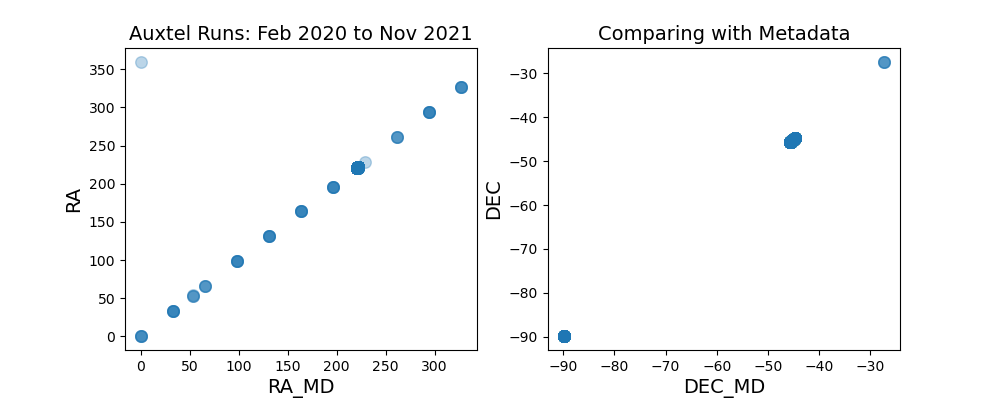 Auxtel Runs: Feb 2020 to Nov 2021
350
300
250
200
150
100
50
0
RA
0 50 100 150 200 250 300
RA_MD
Comparing with Metadata
−30
−40
−50
−60
−70
−80
−90
DEC
−90 −80 −70 −60 −50 −40 −30
DEC_MD